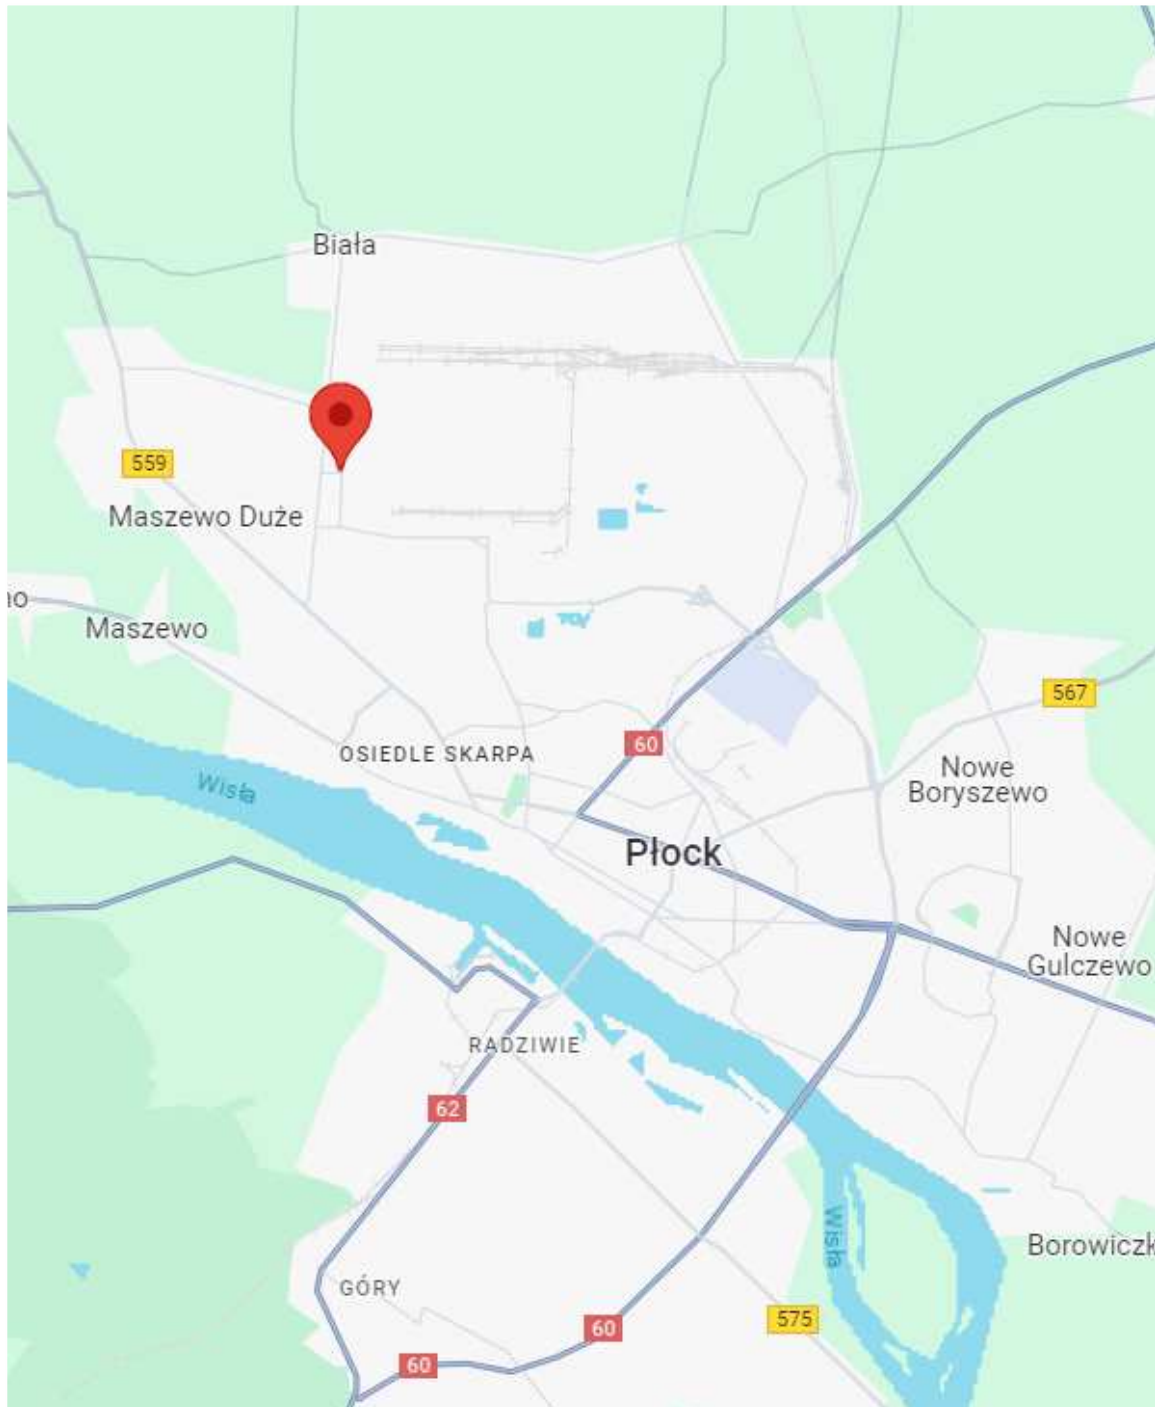 Biała
559
Maszewo Duże
no
Maszewo
567
60
OSIEDLE SKARPA
Nowe
Boryszewo
Wisła
Płock
Nowe
Gulczewo
RADZIWIE
62
Wisła
Borowiczk
GÓRY
575
60
60